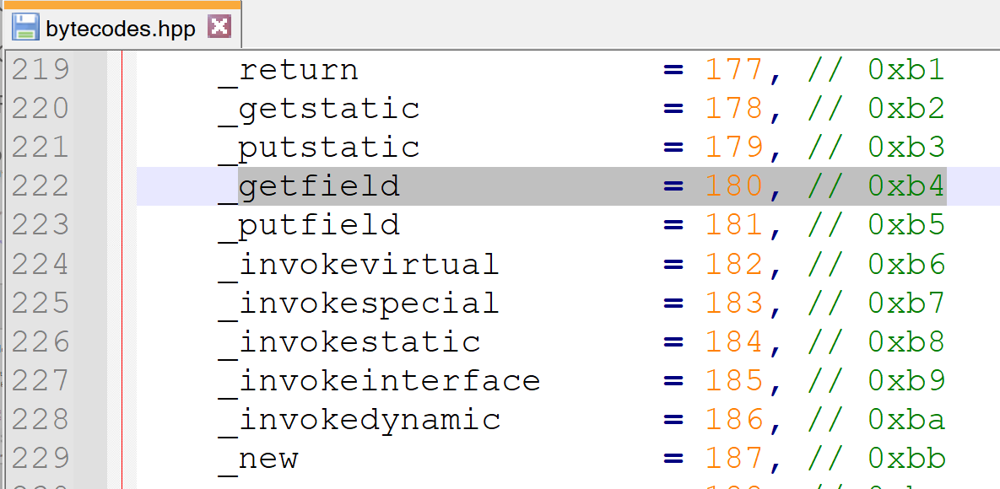 bytecodes.hpp
219 _return = 177, // 0xb1
220 _getstatic = 178, // 0xb2
221 _putstatic = 179, // 0xb3
222 _getfield = 180, // 0xb4
223 _putfield = 181, // 0xb5
224 _invokevirtual = 182, // 0xb6
225 _invokespecial = 183, // 0xb7
226 _invokestatic = 184, // 0xb8
227 _invokeinterface = 185, // 0xb9
228 _invokedynamic = 186, // 0xba
229 _new = 187, // 0xbb